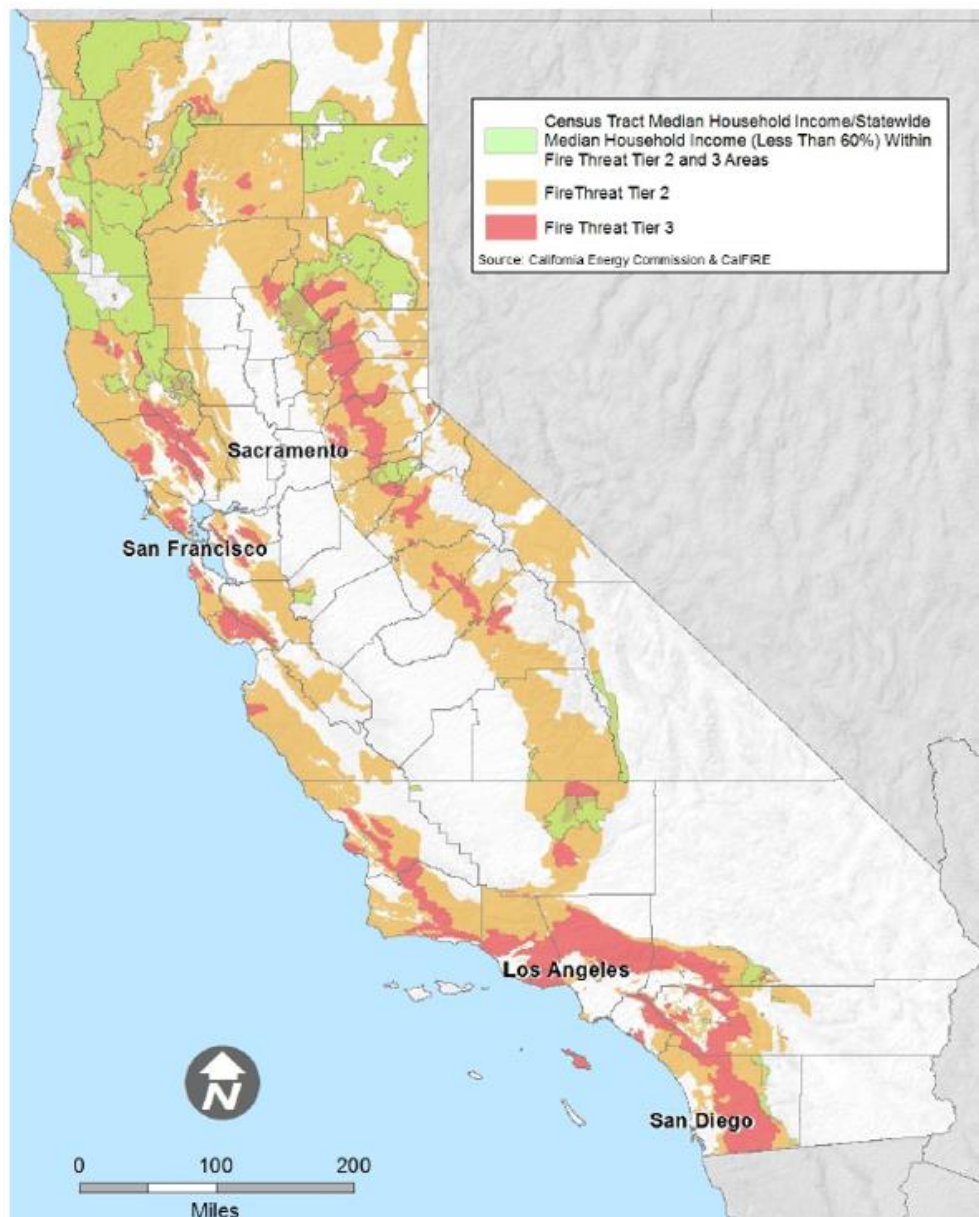 Census Tract Median Household Income/Statewide
Median Household Income (Less Than 60%) Within
Fire Threat Tier 2 and 3 Areas
Fire Threat Tier 2
Fire Threat Tier 3
Source: California Energy Commission & CalFIRE
Sacramento
San Francisco
Los Angeles
San Diego
N
0 100 200
Miles